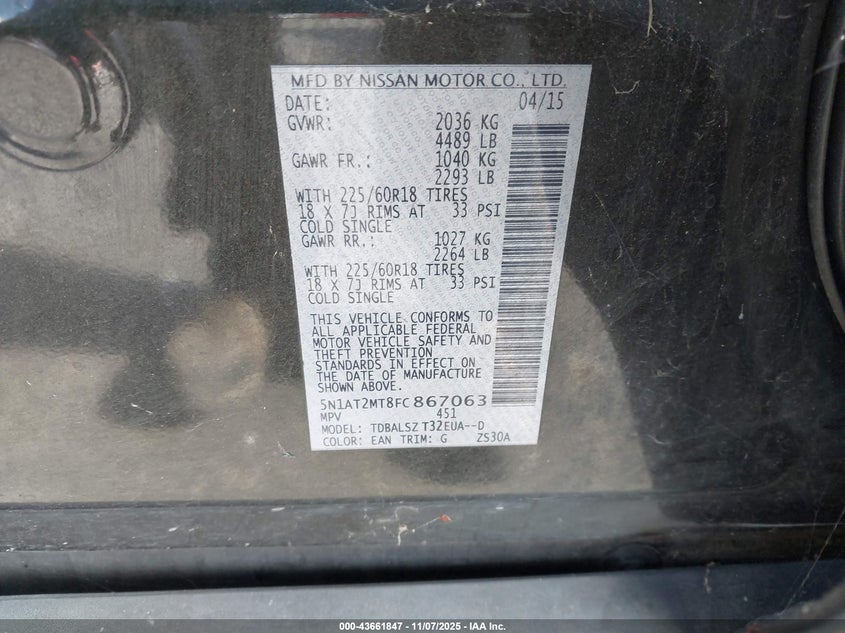 MFD BY NISSAN MOTOR CO., LTD.
DATE: 04/15
GVWR: 2036 KG
4489 LB
GAWR FR.: 1040 KG
2293 LB
WITH 225/60R18 TIRES
18 X 7J RIMS AT 33 PSI
COLD SINGLE
GAWR RR.: 1027 KG
2264 LB
WITH 225/60R18 TIRES
18 X 7J RIMS AT 33 PSI
COLD SINGLE
THIS VEHICLE CONFORMS TO
ALL APPLICABLE FEDERAL
MOTOR VEHICLE SAFETY AND
THEFT PREVENTION
STANDARDS IN EFFECT ON
THE DATE OF MANUFACTURE
SHOWN ABOVE.
5N1AT2MT8FC867063
MPV 451
MODEL: TDBALSZ T32EUA--D
COLOR: EAN TRIM: G ZS30A
000-43661847 | 11/07/2025 - IAA Inc.